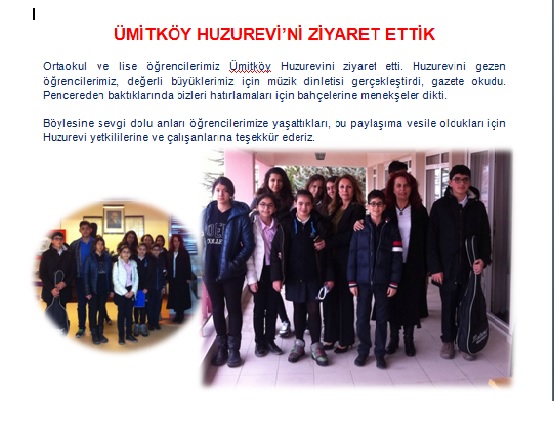 ÜMİTKÖY HUZUREVİ'Nİ ZİYARET ETTİK
Ortaokul ve lise öğrencilerimiz Ümitköy Huzurevini ziyaret etti. Huzurevini gezen
öğrencilerimiz, değerli büyüklerimiz için müzik dinletisi gerçekleştirdi, gazete okudu.
Pencereden baktıklarında bizleri hatırlamaları için bahçelerine menekşeler dikti.
Böylesine sevgi dolu anları öğrencilerimize yaşattıkları, bu paylaşıma vesile oldukları için
Huzurevi yetkililerine ve çalışanlarına teşekkür ederiz.